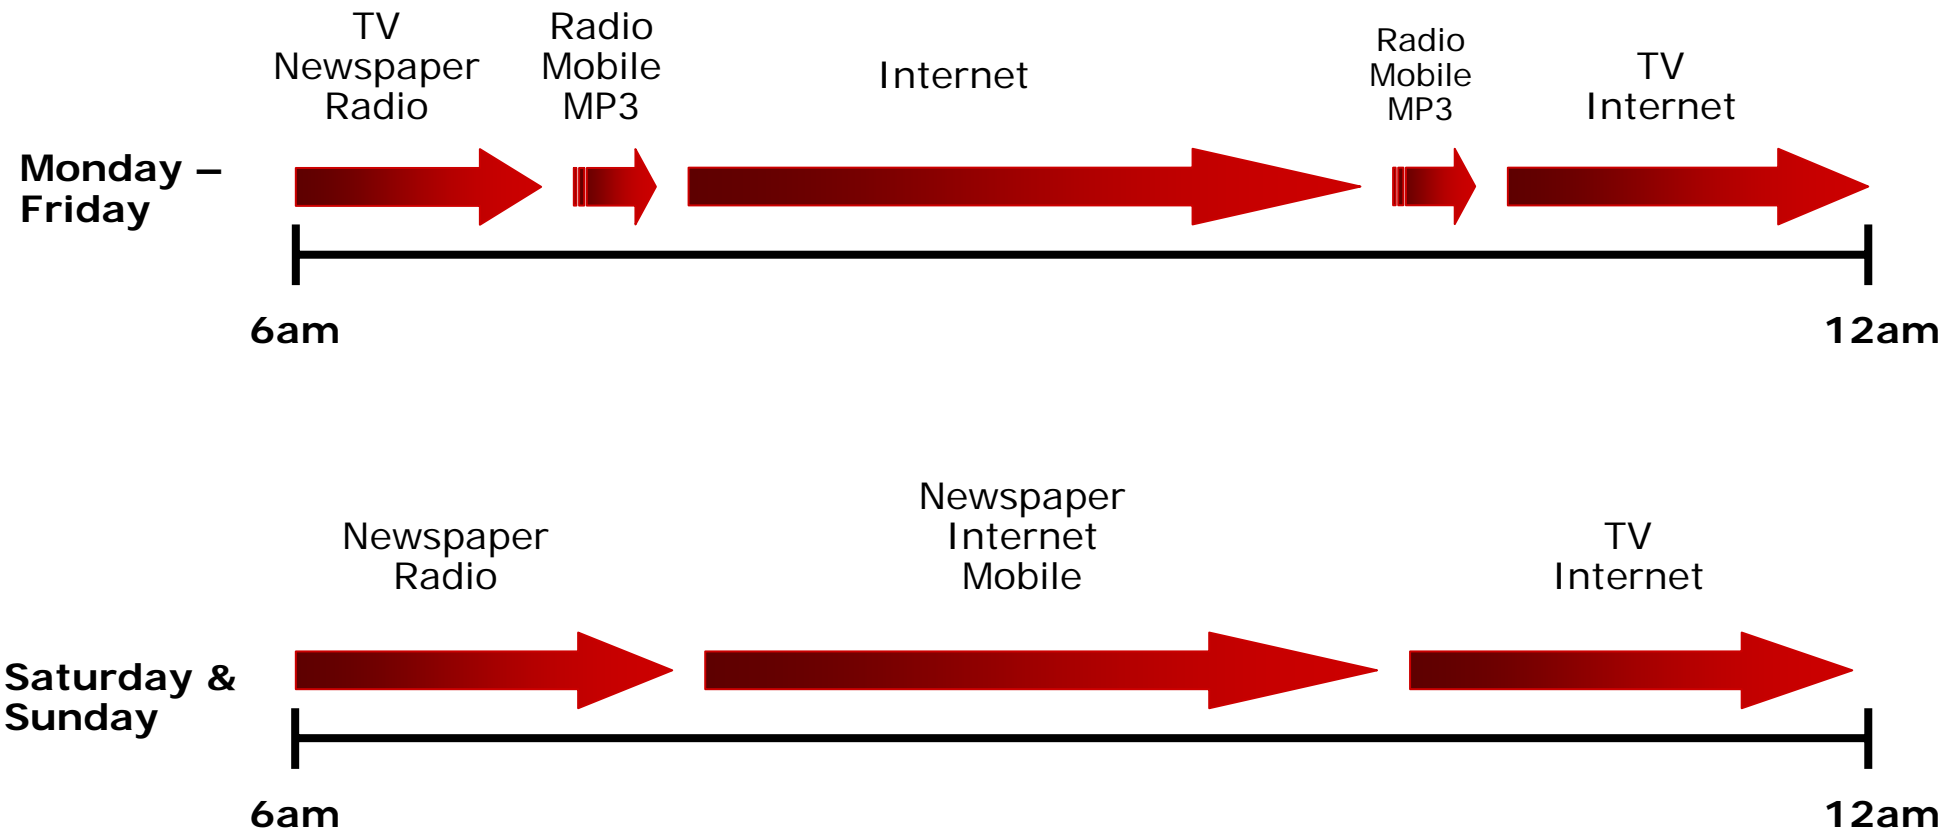 TV
Newspaper
Radio
Radio
Mobile
MP3
Internet
Radio
Mobile
MP3
TV
Internet
Monday –
Friday
6am
12am
Newspaper
Radio
Newspaper
Internet
Mobile
TV
Internet
Saturday &
Sunday
6am
12am